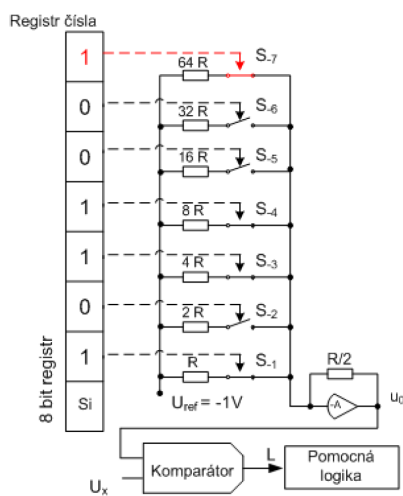 Registr čísla
1
64 R
S-7
0
32 R
S-6
0
16 R
S-5
1
8 R
S-4
1
4 R
S-3
0
2 R
S-2
1
R
S-1
Si
8 bit registr
Uref = -1V
R/2
-A
u0
Komparátor
Ux
L
Pomocná
logika